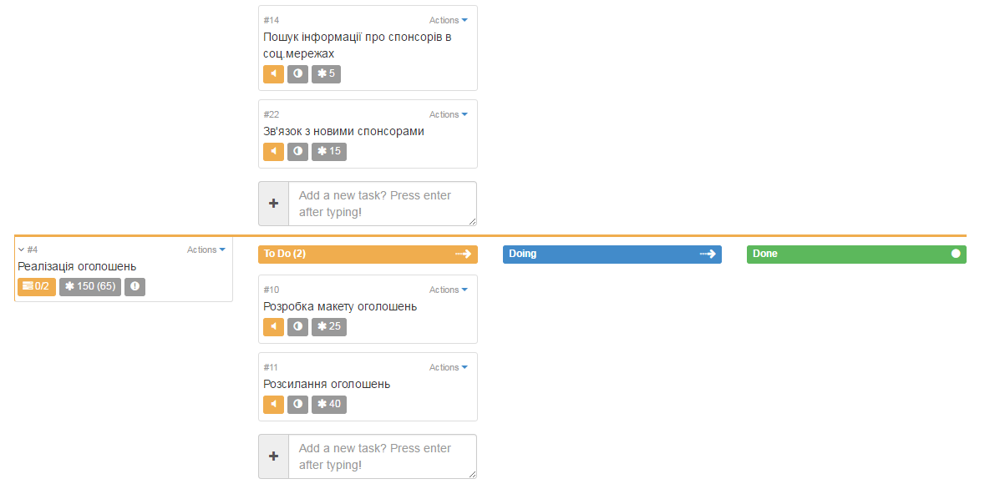 #14 Actions
Пошук інформації про спонсорів в
соц.мережах
5
#22 Actions
Зв'язок з новими спонсорами
15
Add a new task? Press enter
after typing!
#4 Actions
Реалізація оголошень
0/2 150 (65)
To Do (2)
Doing
Done
#10 Actions
Розробка макету оголошень
25
#11 Actions
Розсилання оголошень
40
Add a new task? Press enter
after typing!